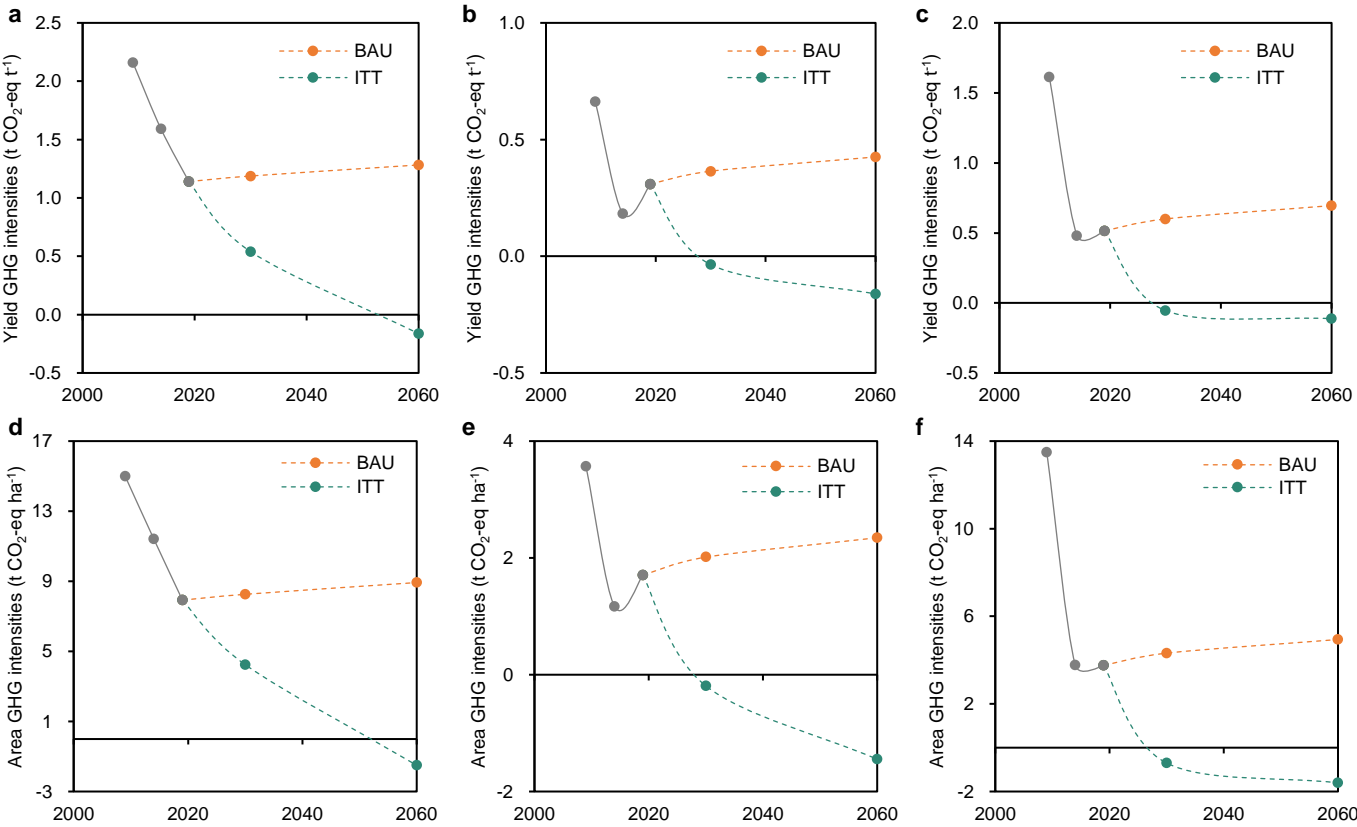 a
2.5
2.0
1.5
1.0
0.5
0.0
-0.5
2000 2020 2040 2060
Yield GHG intensities (t CO₂-eq t⁻¹)
BAU
ITT
b
1.0
0.5
0.0
-0.5
2000 2020 2040 2060
Yield GHG intensities (t CO₂-eq t⁻¹)
BAU
ITT
c
2.0
1.5
1.0
0.5
0.0
-0.5
2000 2020 2040 2060
Yield GHG intensities (t CO₂-eq t⁻¹)
BAU
ITT
d
17
13
9
5
1
-3
2000 2020 2040 2060
Area GHG intensities (t CO₂-eq ha⁻¹)
BAU
ITT
e
4
2
0
-2
2000 2020 2040 2060
Area GHG intensities (t CO₂-eq ha⁻¹)
BAU
ITT
f
14
10
6
2
-2
2000 2020 2040 2060
Area GHG intensities (t CO₂-eq ha⁻¹)
BAU
ITT